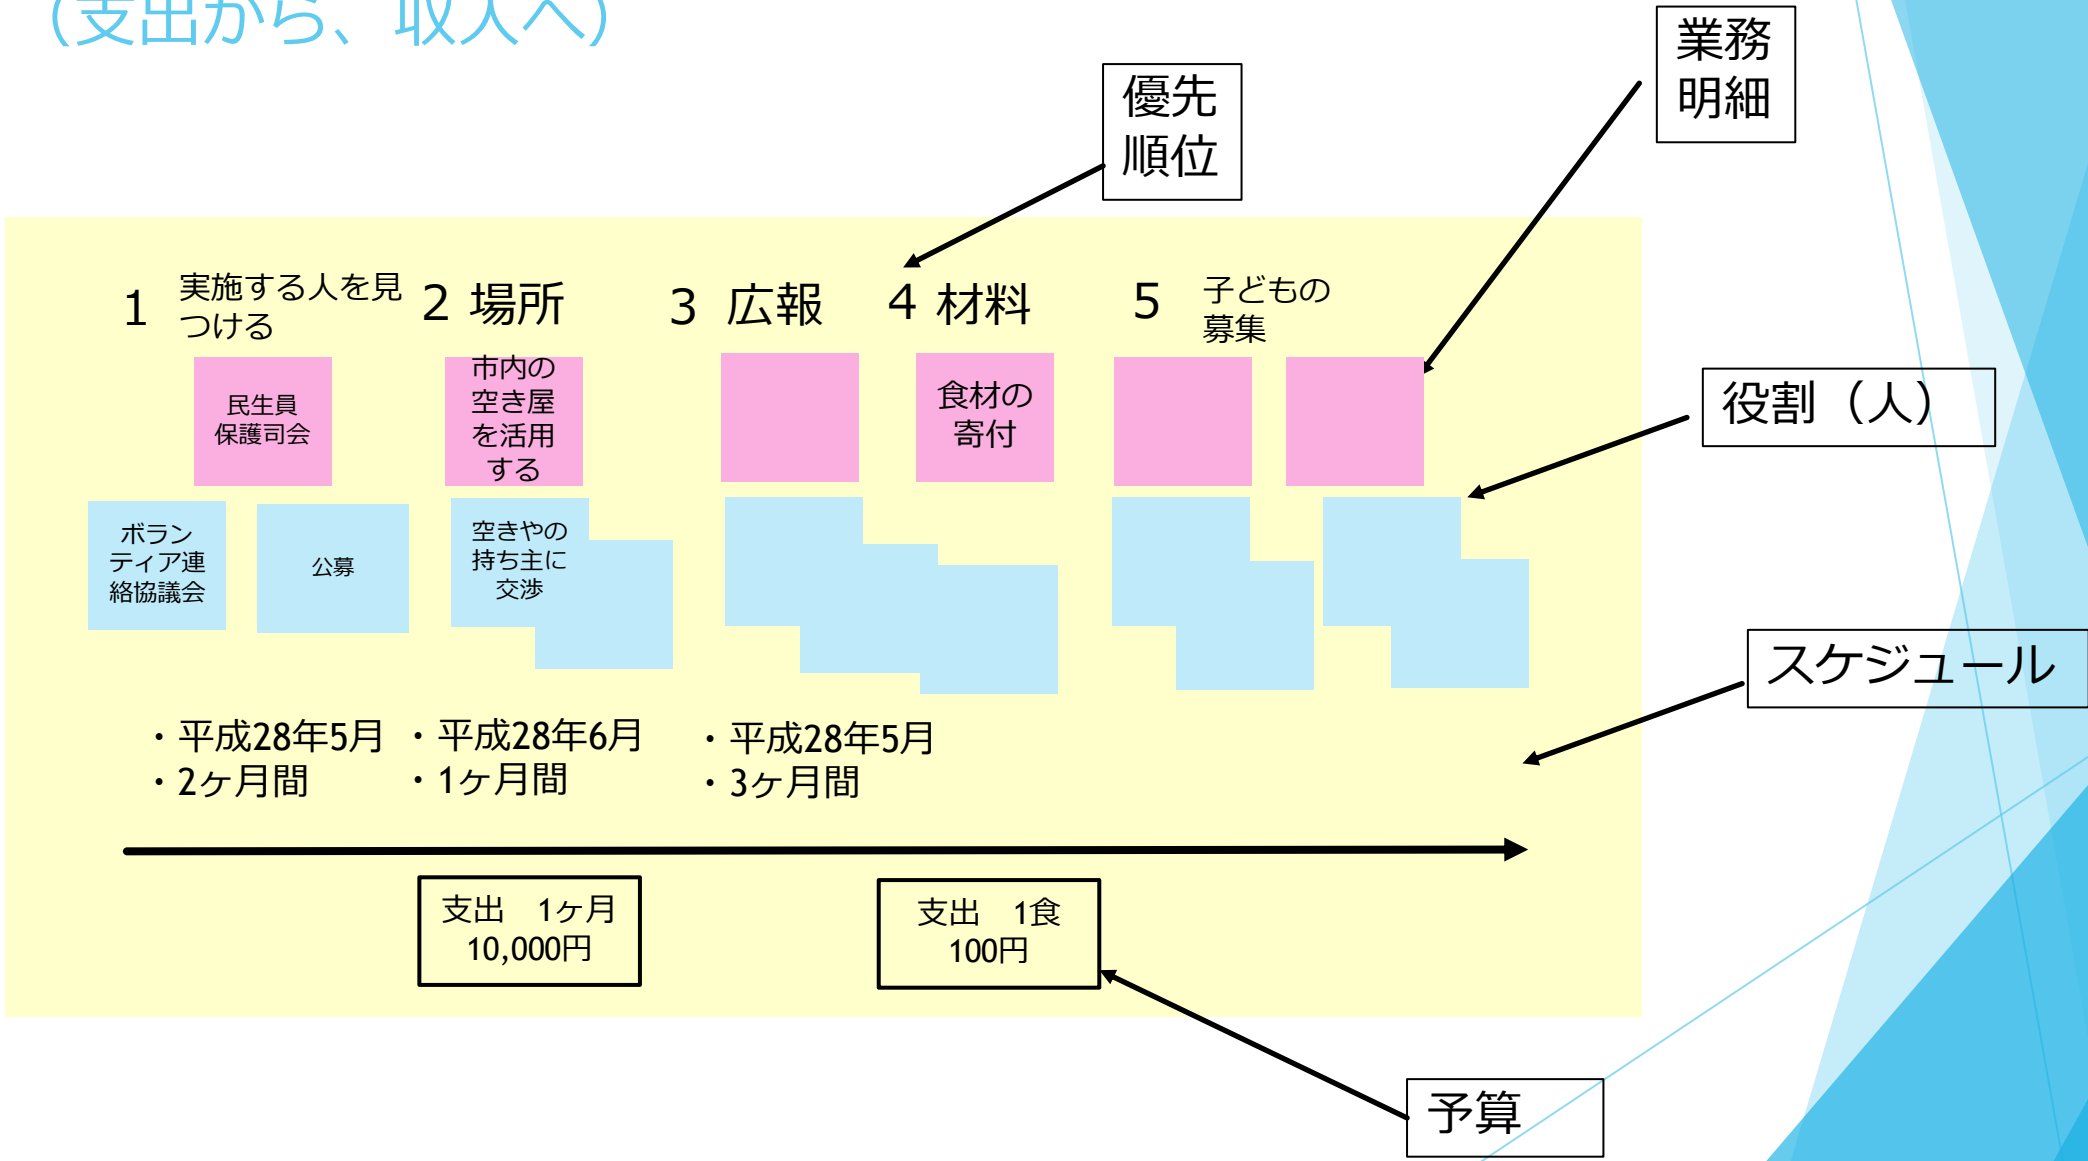 （支出から、収入へ）
業務
明細
優先
順位
1 実施する人を見
つける
2 場所
3 広報
4 材料
5 子どもの
募集
民生員
保護司会
市内の
空き屋
を活用
する
食材の
寄付
役割（人）
ボラン
ティア連
絡協議会
公募
空きやの
持ち主に
交渉
スケジュール
・平成28年5月
・2ヶ月間
・平成28年6月
・1ヶ月間
・平成28年5月
・3ヶ月間
支出　1ヶ月
10,000円
支出　1食
100円
予算